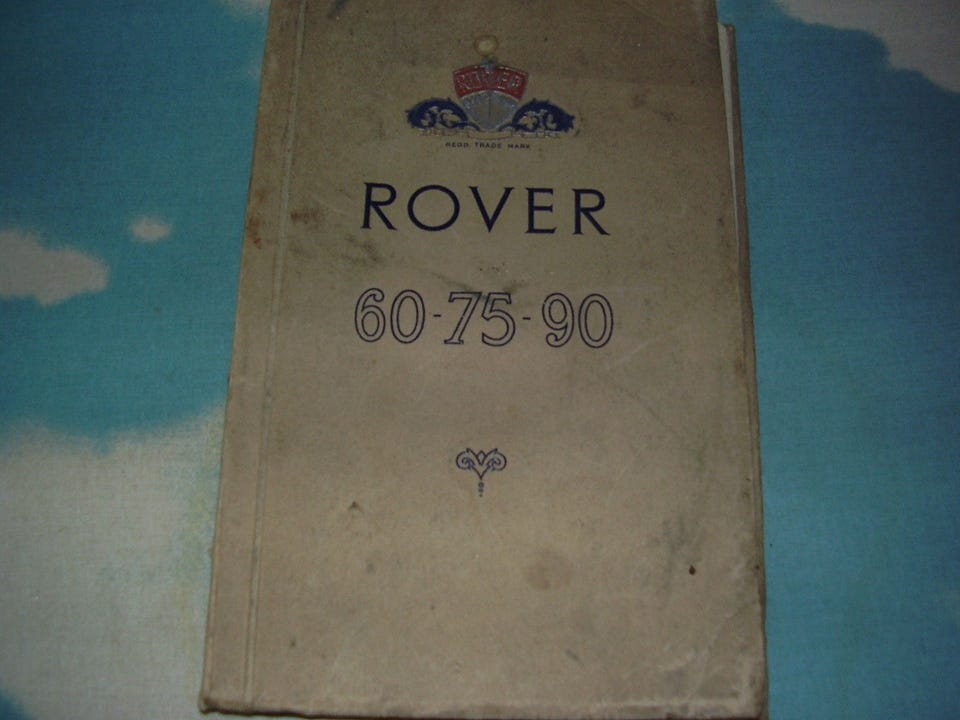 ROVER
REGD. TRADE MARK
ROVER
60-75-90